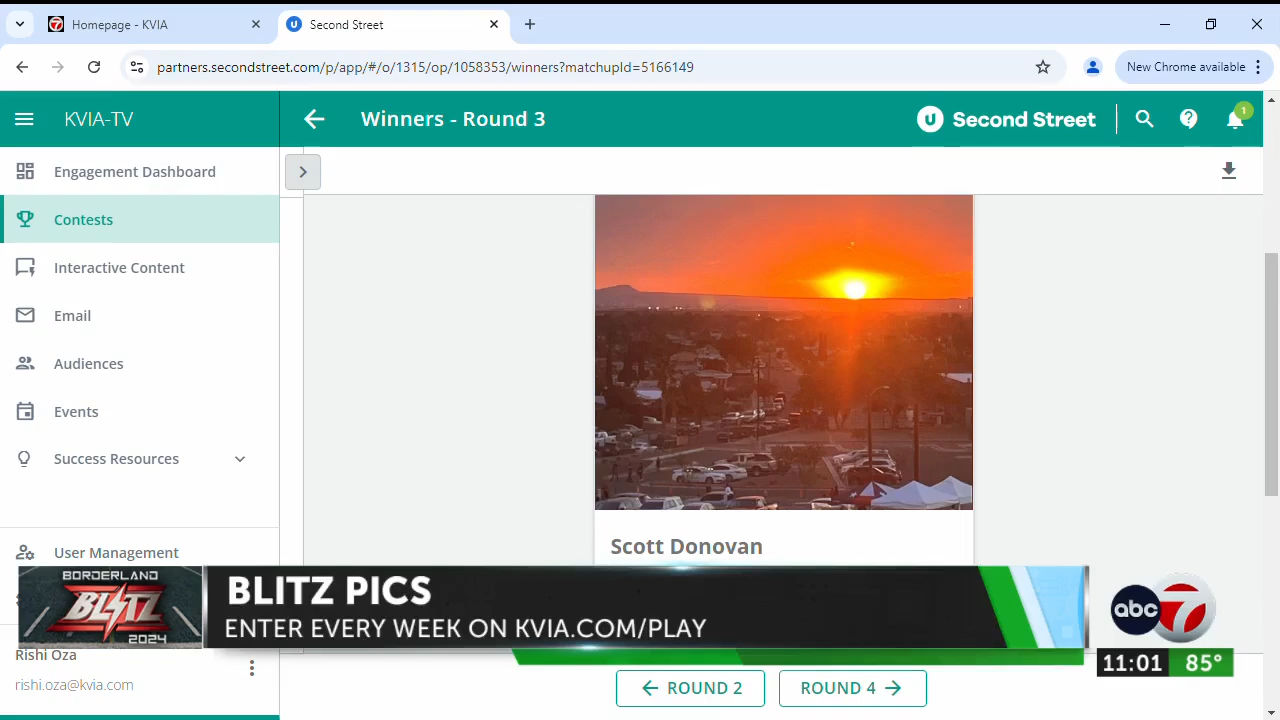 Homepage - KVIA
Second Street
partners.secondstreet.com/p/app/#/o/1315/op/1058353/winners?matchupId=5166149
New Chrome available
KVIA-TV
Winners - Round 3
Second Street
1
Engagement Dashboard
Contests
Interactive Content
Email
Audiences
Events
Success Resources
User Management
Scott Donovan
BORDERLAND
BLITZ
2024
BLITZ PICS
ENTER EVERY WEEK ON KVIA.COM/PLAY
abc 7
11:01 85°
Rishi Oza
rishi.oza@kvia.com
ROUND 2
ROUND 4